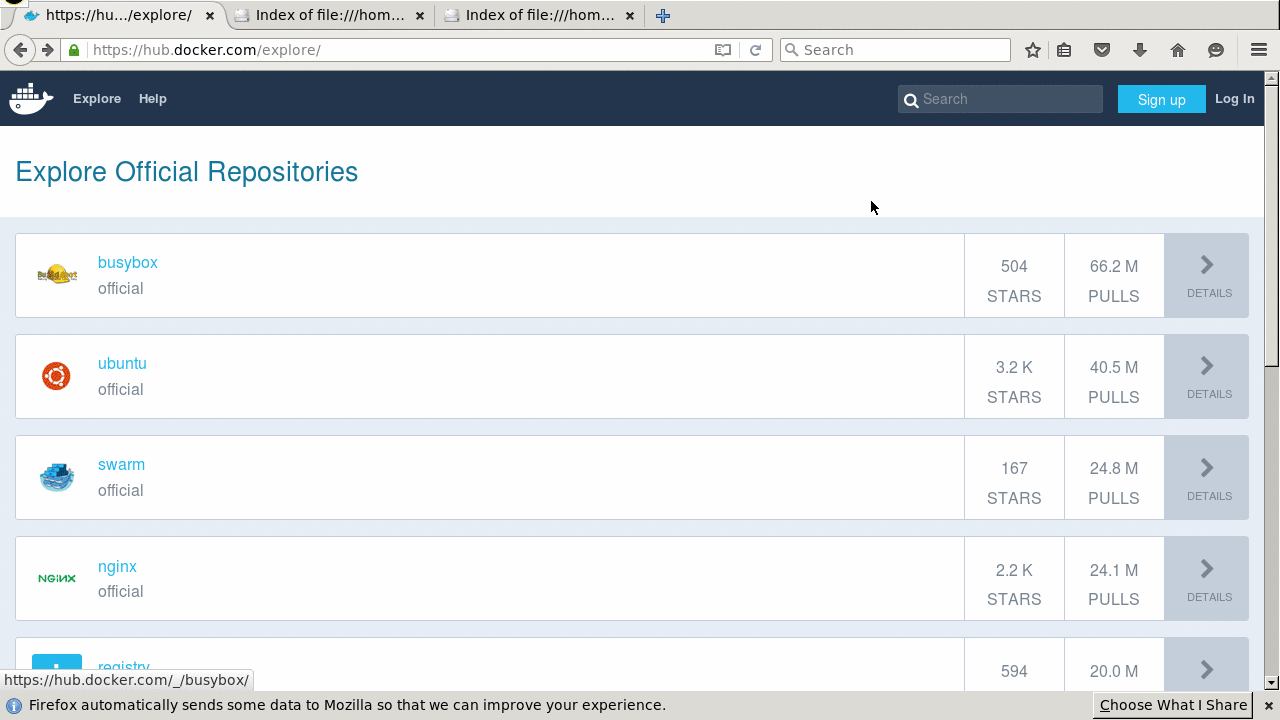 https://hu.../explore/
Index of file:///hom...
Index of file:///hom...
https://hub.docker.com/explore/
Search
Explore
Help
Search
Sign up
Log In
Explore Official Repositories
busybox
official
504
STARS
66.2 M
PULLS
DETAILS
ubuntu
official
3.2 K
STARS
40.5 M
PULLS
DETAILS
swarm
official
167
STARS
24.8 M
PULLS
DETAILS
NGINX
nginx
official
2.2 K
STARS
24.1 M
PULLS
DETAILS
registry
594
20.0 M
https://hub.docker.com/_/busybox/
Firefox automatically sends some data to Mozilla so that we can improve your experience.
Choose What I Share